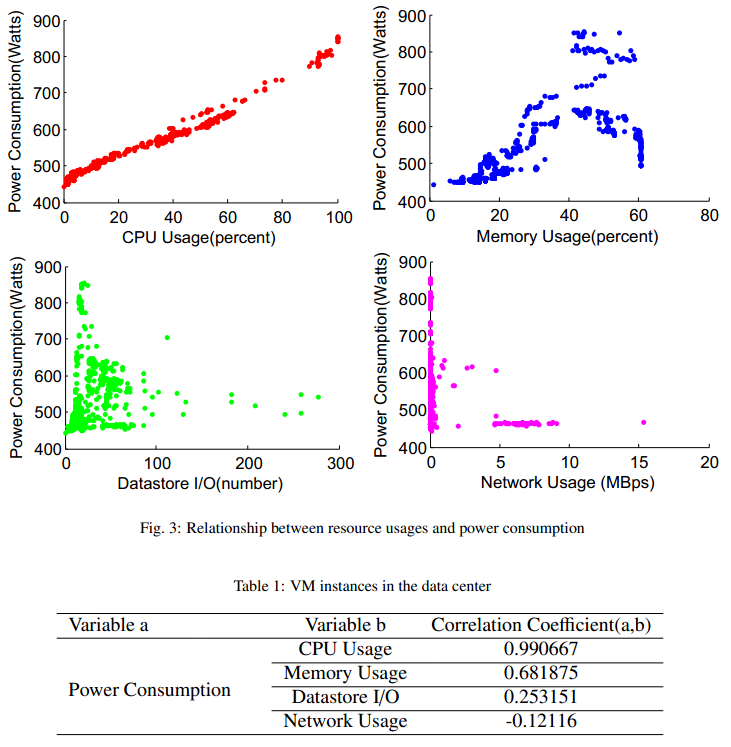 900
800
700
600
500
400
Power Consumption(Watts)
0 20 40 60 80 100
CPU Usage(percent)
900
800
700
600
500
400
Power Consumption(Watts)
0 20 40 60 80
Memory Usage(percent)
900
800
700
600
500
400
Power Consumption(Watts)
0 100 200 300
Datastore I/O(number)
900
800
700
600
500
400
Power Consumption(Watts)
0 5 10 15 20
Network Usage (MBps)
Fig. 3: Relationship between resource usages and power consumption
Table 1: VM instances in the data center
Variable a Variable b Correlation Coefficient(a,b)
CPU Usage 0.990667
Memory Usage 0.681875
Power Consumption
Datastore I/O 0.253151
Network Usage -0.12116